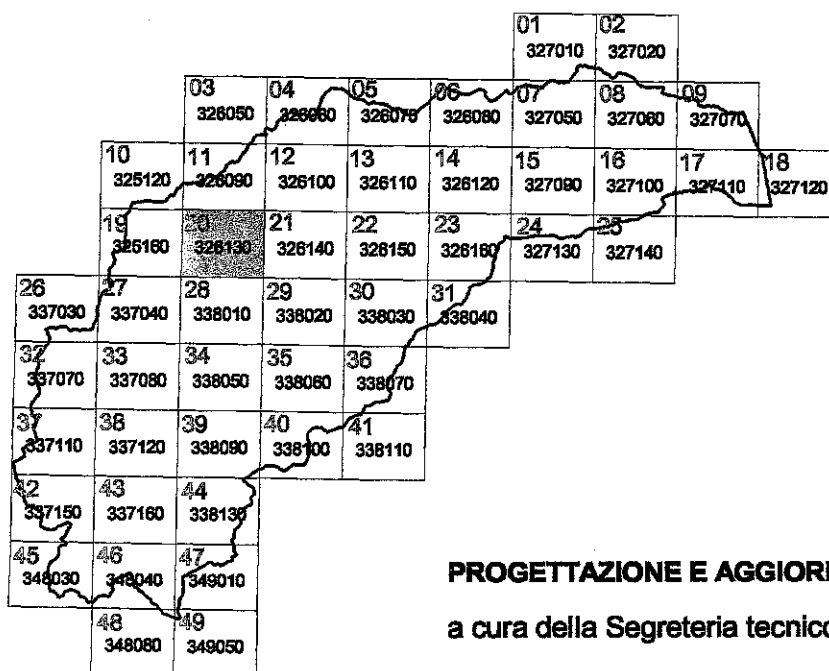 01 02
327010 327020
03 04 05 06 07 08 09
326050 326060 326070 326080 327050 327060 327070
10 11 12 13 14 15 16 17 18
325120 326090 326100 326110 326120 327090 327100 327110 327120
19 20 21 22 23 24 25
325160 326130 326140 326150 326160 327130 327140
26 27 28 29 30 31
337030 337040 338010 338020 338030 338040
32 33 34 35 36
337070 337080 338050 338060 338070
37 38 39 40 41
337110 337120 338090 338100 338110
42 43 44
337150 337160 338130
45 46 47
348030 348040 349010
48 49
348080 349050
PROGETTAZIONE E AGGIOR
a cura della Segreteria tecnico